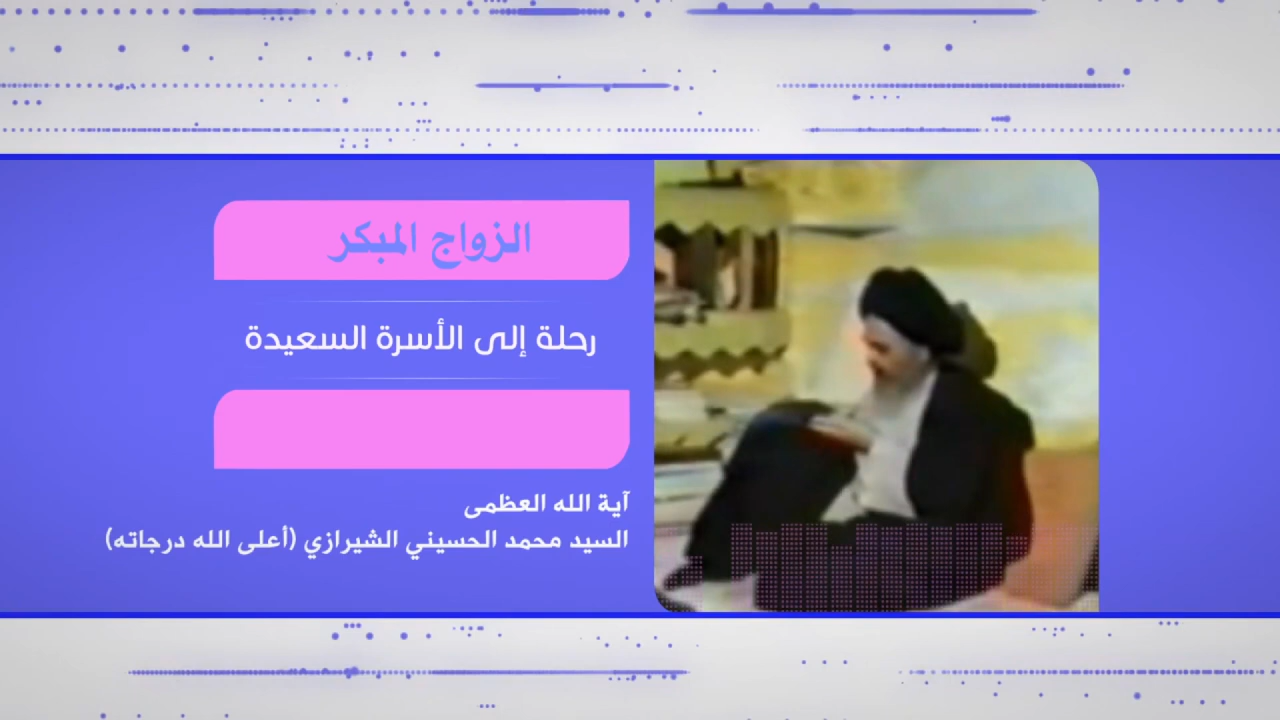 الزواج المبكر
رحلة إلى الأسرة السعيدة
آية الله العظمى
السيد محمد الحسيني الشيرازي (أعلى الله درجاته)